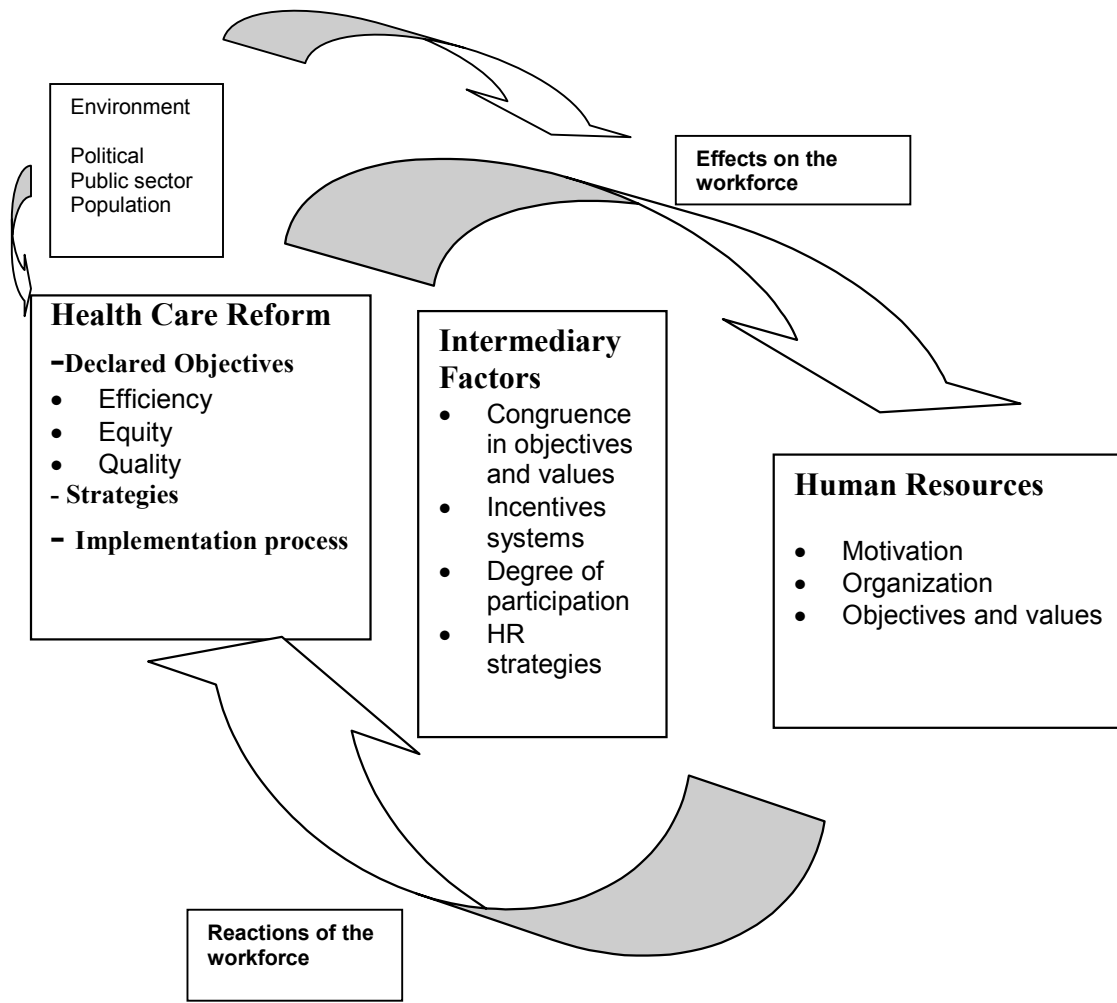 Environment
Political
Public sector
Population
Effects on the
workforce
Health Care Reform
-Declared Objectives
• Efficiency
• Equity
• Quality
- Strategies
- Implementation process
Intermediary
Factors
• Congruence
in objectives
and values
• Incentives
systems
• Degree of
participation
• HR
strategies
Human Resources
• Motivation
• Organization
• Objectives and values
Reactions of the
workforce